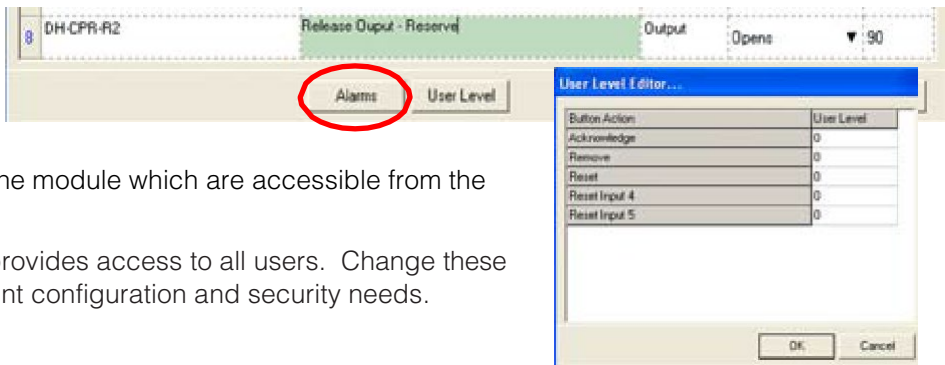 8 DH-CPR-R2 Release Ouput - Reserve Output Opens ▼ 90
Alarms User Level
User Level Editor...
Button Action User Level
Acknowledge 0
Remove 0
Reset 0
Reset Input 4 0
Reset Input 5 0
OK Cancel
ne module which are accessible from the
rovides access to all users. Change these
nt configuration and security needs.